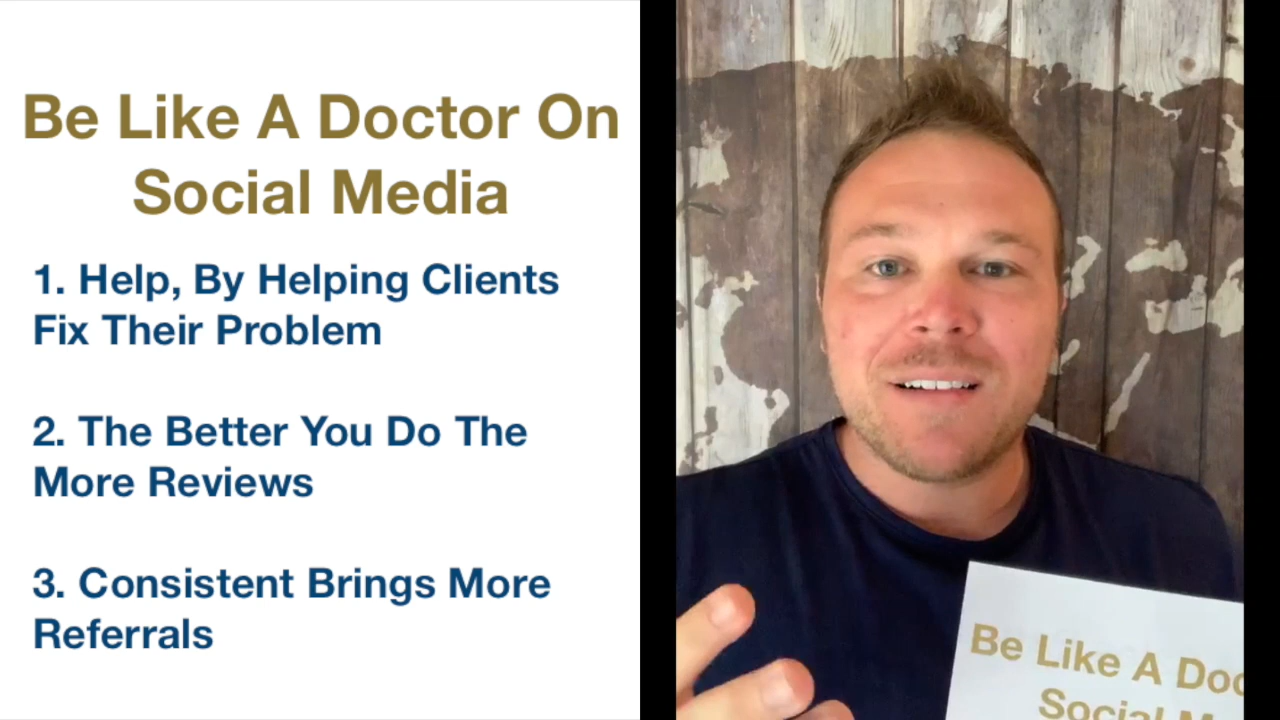 Be Like A Doctor On
Social Media
1. Help, By Helping Clients
Fix Their Problem
2. The Better You Do The
More Reviews
3. Consistent Brings More
Referrals
Be Like A Doc
Social M